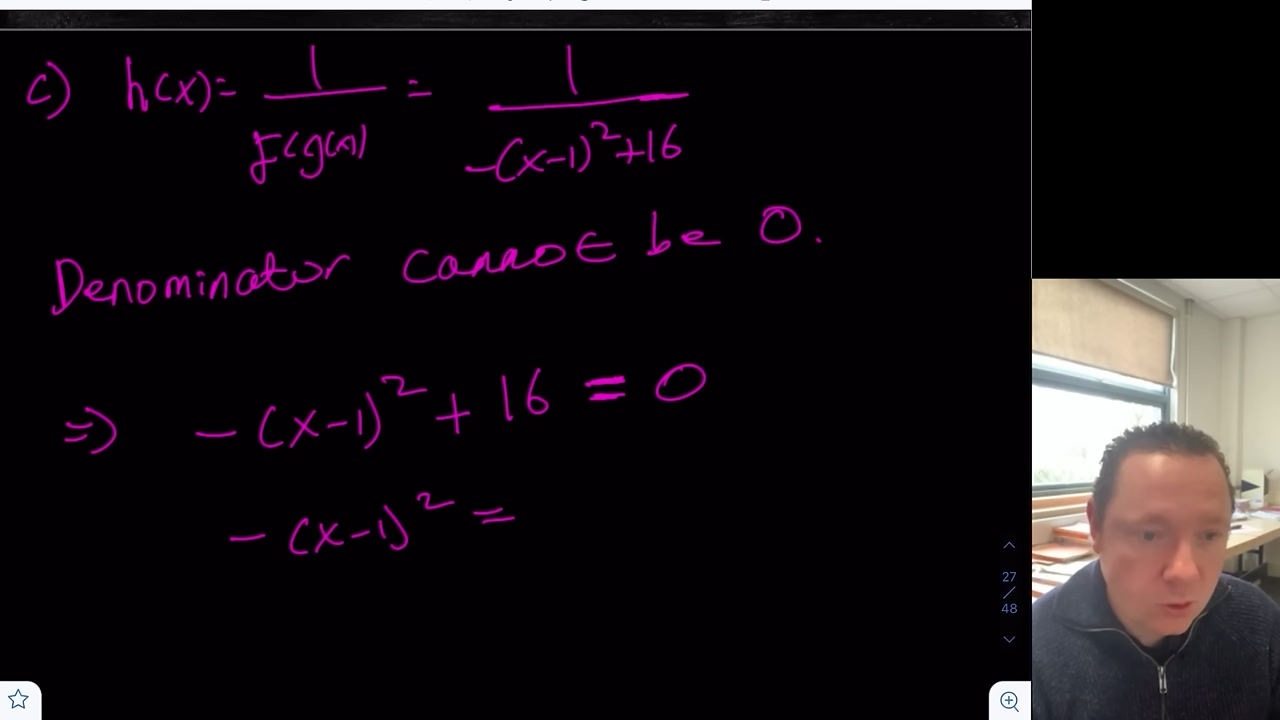 c) h(x) = 1/f(g(x)) = 1/-(x-1)²+16
Denominator cannot be 0.
=> -(x-1)² + 16 = 0
-(x-1)² =
27
/
48